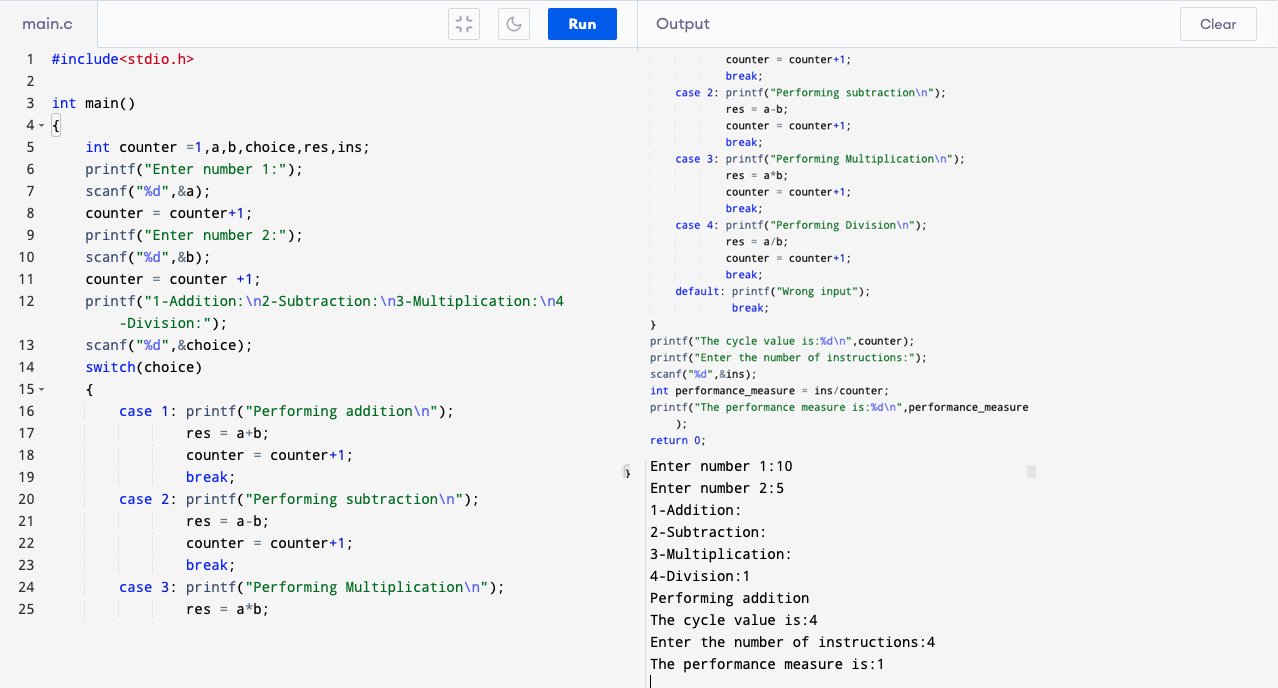 main.c
Run
Output
Clear
1 #include<stdio.h>
2
3 int main()
4 {
5 int counter =1,a,b,choice,res,ins;
6 printf("Enter number 1:");
7 scanf("%d",&a);
8 counter = counter+1;
9 printf("Enter number 2:");
10 scanf("%d",&b);
11 counter = counter +1;
12 printf("1-Addition:\n2-Subtraction:\n3-Multiplication:\n4
-Division:");
13 scanf("%d",&choice);
14 switch(choice)
15 {
16 case 1: printf("Performing addition\n");
17 res = a+b;
18 counter = counter+1;
19 break;
20 case 2: printf("Performing subtraction\n");
21 res = a-b;
22 counter = counter+1;
23 break;
24 case 3: printf("Performing Multiplication\n");
25 res = a*b;
counter = counter+1;
break;
case 2: printf("Performing subtraction\n");
res = a-b;
counter = counter+1;
break;
case 3: printf("Performing Multiplication\n");
res = a*b;
counter = counter+1;
break;
case 4: printf("Performing Division\n");
res = a/b;
counter = counter+1;
break;
default: printf("Wrong input");
break;
}
printf("The cycle value is:%d\n",counter);
printf("Enter the number of instructions:");
scanf("%d",&ins);
int performance_measure = ins/counter;
printf("The performance measure is:%d\n",performance_measure
);
return 0;
}
Enter number 1:10
Enter number 2:5
1-Addition:
2-Subtraction:
3-Multiplication:
4-Division:1
Performing addition
The cycle value is:4
Enter the number of instructions:4
The performance measure is:1